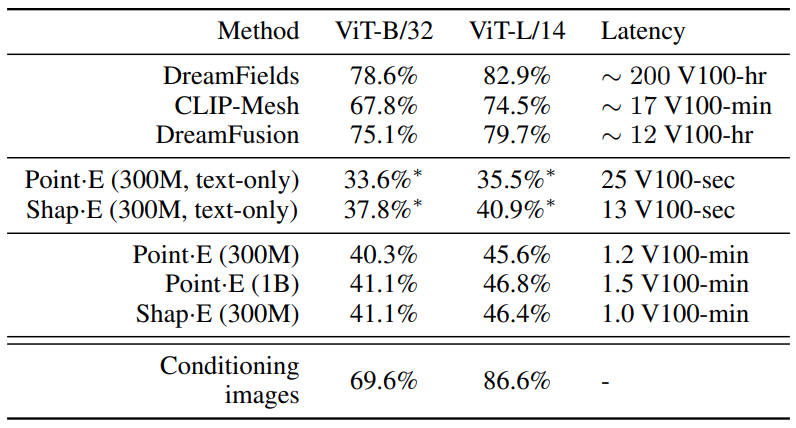 Method ViT-B/32 ViT-L/14 Latency
DreamFields 78.6% 82.9% ∼ 200 V100-hr
CLIP-Mesh 67.8% 74.5% ∼ 17 V100-min
DreamFusion 75.1% 79.7% ∼ 12 V100-hr
Point·E (300M, text-only) 33.6%* 35.5%* 25 V100-sec
Shap·E (300M, text-only) 37.8%* 40.9%* 13 V100-sec
Point·E (300M) 40.3% 45.6% 1.2 V100-min
Point·E (1B) 41.1% 46.8% 1.5 V100-min
Shap·E (300M) 41.1% 46.4% 1.0 V100-min
Conditioning
images 69.6% 86.6% -